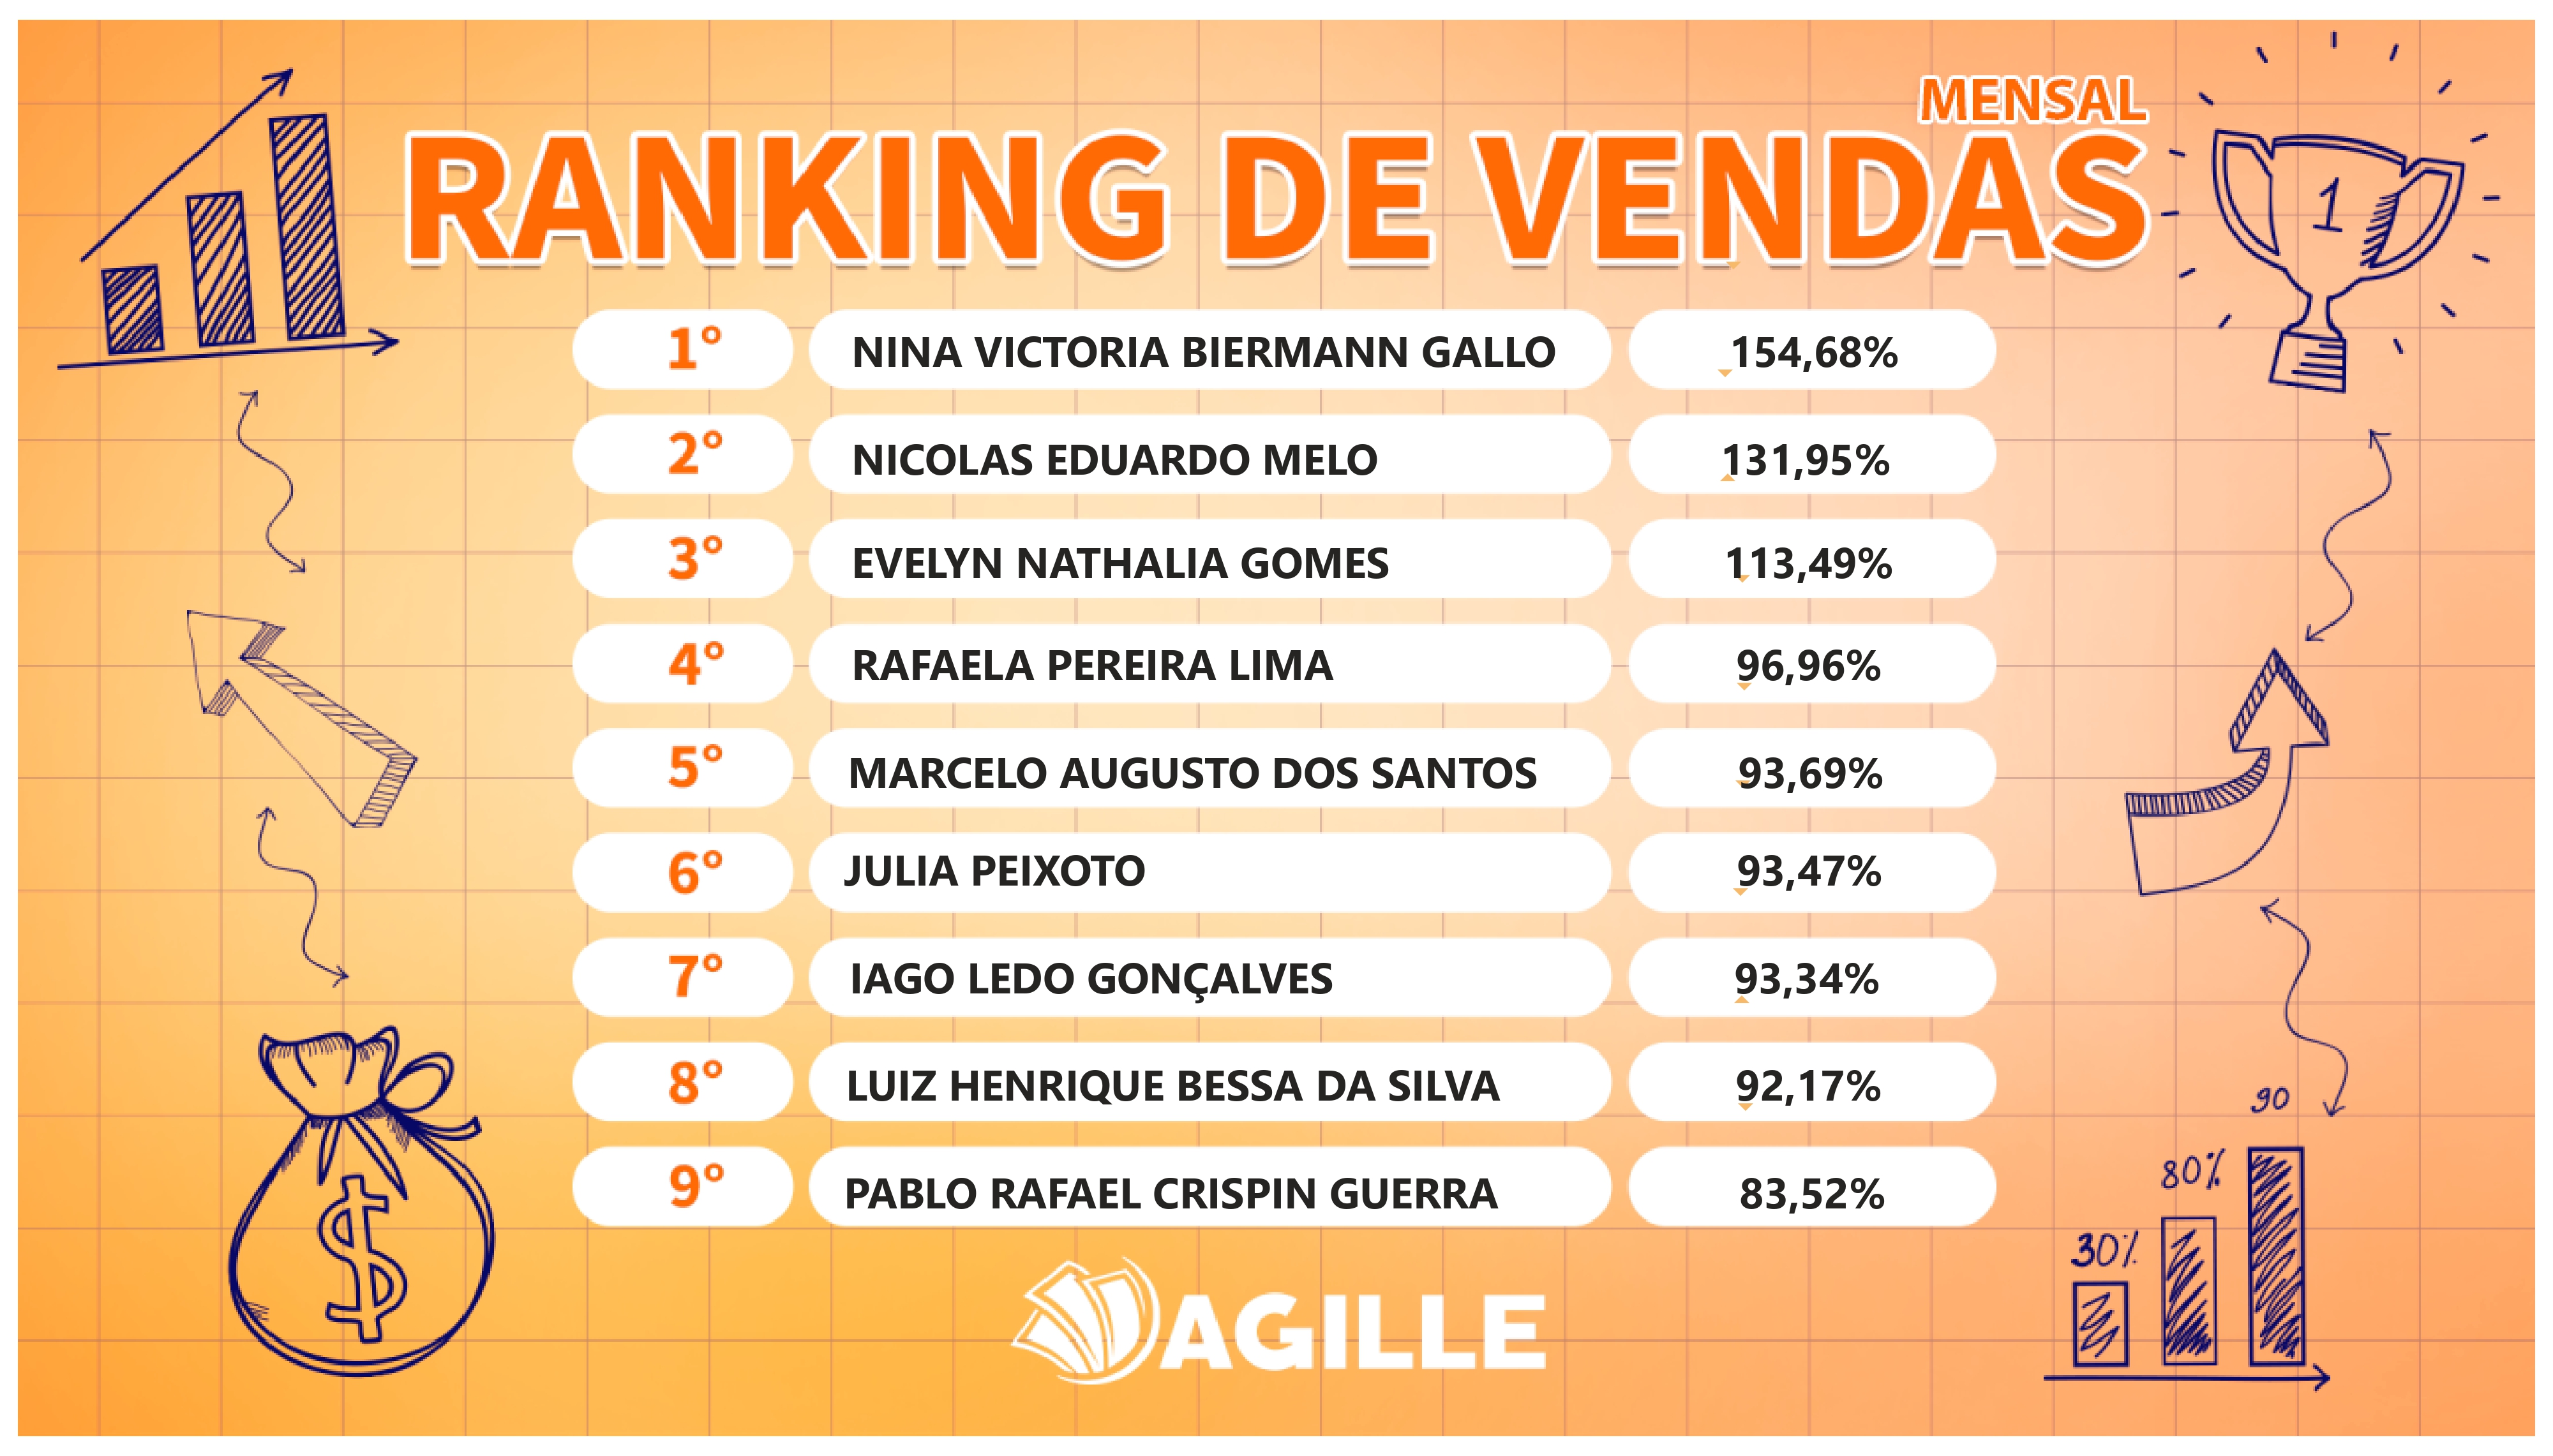 MENSAL
RANKING DE VENDAS
1
1° NINA VICTORIA BIERMANN GALLO 154,68%
2° NICOLAS EDUARDO MELO 131,95%
3° EVELYN NATHALIA GOMES 113,49%
4° RAFAELA PEREIRA LIMA 96,96%
5° MARCELO AUGUSTO DOS SANTOS 93,69%
6° JULIA PEIXOTO 93,47%
7° IAGO LEDO GONÇALVES 93,34%
8° LUIZ HENRIQUE BESSA DA SILVA 92,17%
9° PABLO RAFAEL CRISPIN GUERRA 83,52%
$
30%
80%
90
AGILLE